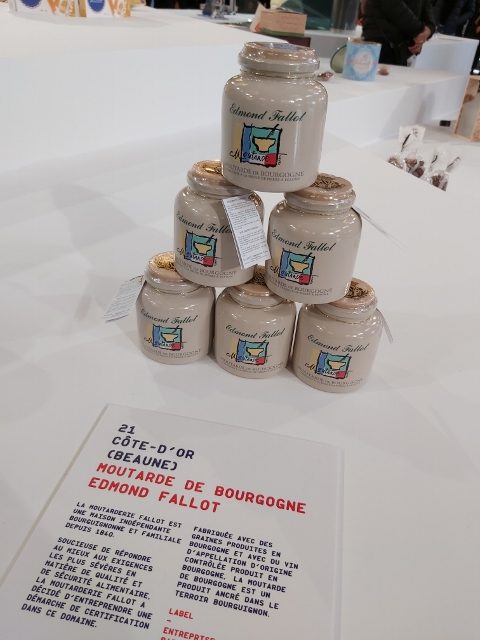 Edmond Fallot
MOUTARDE DE BOURGOGNE
Edmond Fallot
Edmond Fallot
MOUTARDE DE BOURGOGNE
Edmond Fallot
Edmond Fallot
Edmond Fallot
21
CÔTE-D'OR
(BEAUNE)
MOUTARDE DE BOURGOGNE
EDMOND FALLOT
LA MOUTARDERIE FALLOT EST
UNE MAISON INDÉPENDANTE
BOURGUIGNONNE ET FAMILIALE
DEPUIS 1840.
SOUCIEUSE DE RÉPONDRE
AU MIEUX AUX EXIGENCES
LES PLUS SÉVÈRES EN
MATIÈRE DE QUALITÉ ET
DE SÉCURITÉ ALIMENTAIRE,
LA MOUTARDERIE FALLOT A
DÉCIDÉ D'ENTREPRENDRE UNE
DÉMARCHE DE CERTIFICATION
DANS CE DOMAINE.
FABRIQUÉE AVEC DES
GRAINES PRODUITES EN
BOURGOGNE ET AVEC DU VIN
D'APPELLATION D'ORIGINE
CONTRÔLÉE PRODUIT EN
BOURGOGNE, LA MOUTARDE
DE BOURGOGNE EST UN
PRODUIT ANCRÉ DANS LE
TERROIR BOURGUIGNON.
LABEL
–
ENTREPRISE